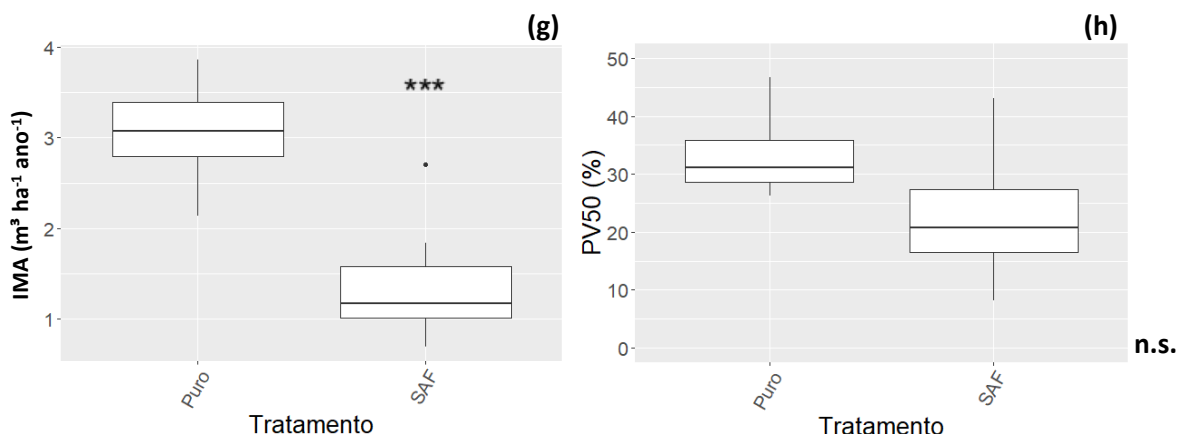 (g)
IMA (m³ ha⁻¹ ano⁻¹)
4
3
2
1
***
Puro
SAF
Tratamento
(h)
PV50 (%)
50
40
30
20
10
0
n.s.
Puro
SAF
Tratamento